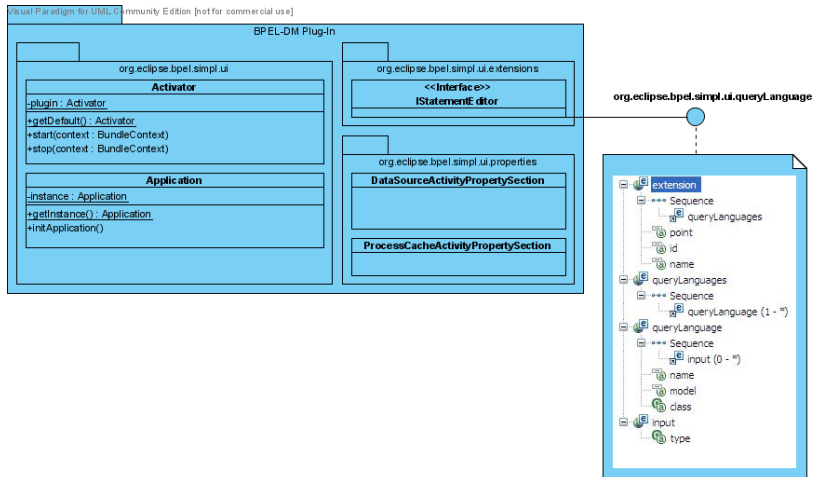 Visual Paradigm for UML Community Edition [not for commercial use]
BPEL-DM Plug-In
org.eclipse.bpel.simpl.ui
Activator
-plugin : Activator
+getDefault() : Activator
+start(context : BundleContext)
+stop(context : BundleContext)
Application
-instance : Application
+getInstance() : Application
+initApplication()
org.eclipse.bpel.simpl.ui.extensions
<<Interface>>
IStatementEditor
org.eclipse.bpel.simpl.ui.properties
DataSourceActivityPropertySection
ProcessCacheActivityPropertySection
org.eclipse.bpel.simpl.ui.queryLanguage
extension
Sequence
queryLanguages
point
id
name
queryLanguages
Sequence
queryLanguage (1 - *)
queryLanguage
Sequence
input (0 - *)
name
model
class
input
type